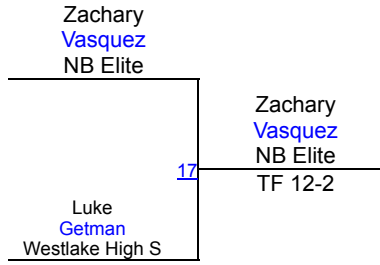 Zachary
Vasquez
NB Elite
Zachary
Vasquez
NB Elite
17
TF 12-2
Luke
Getman
Westlake High S